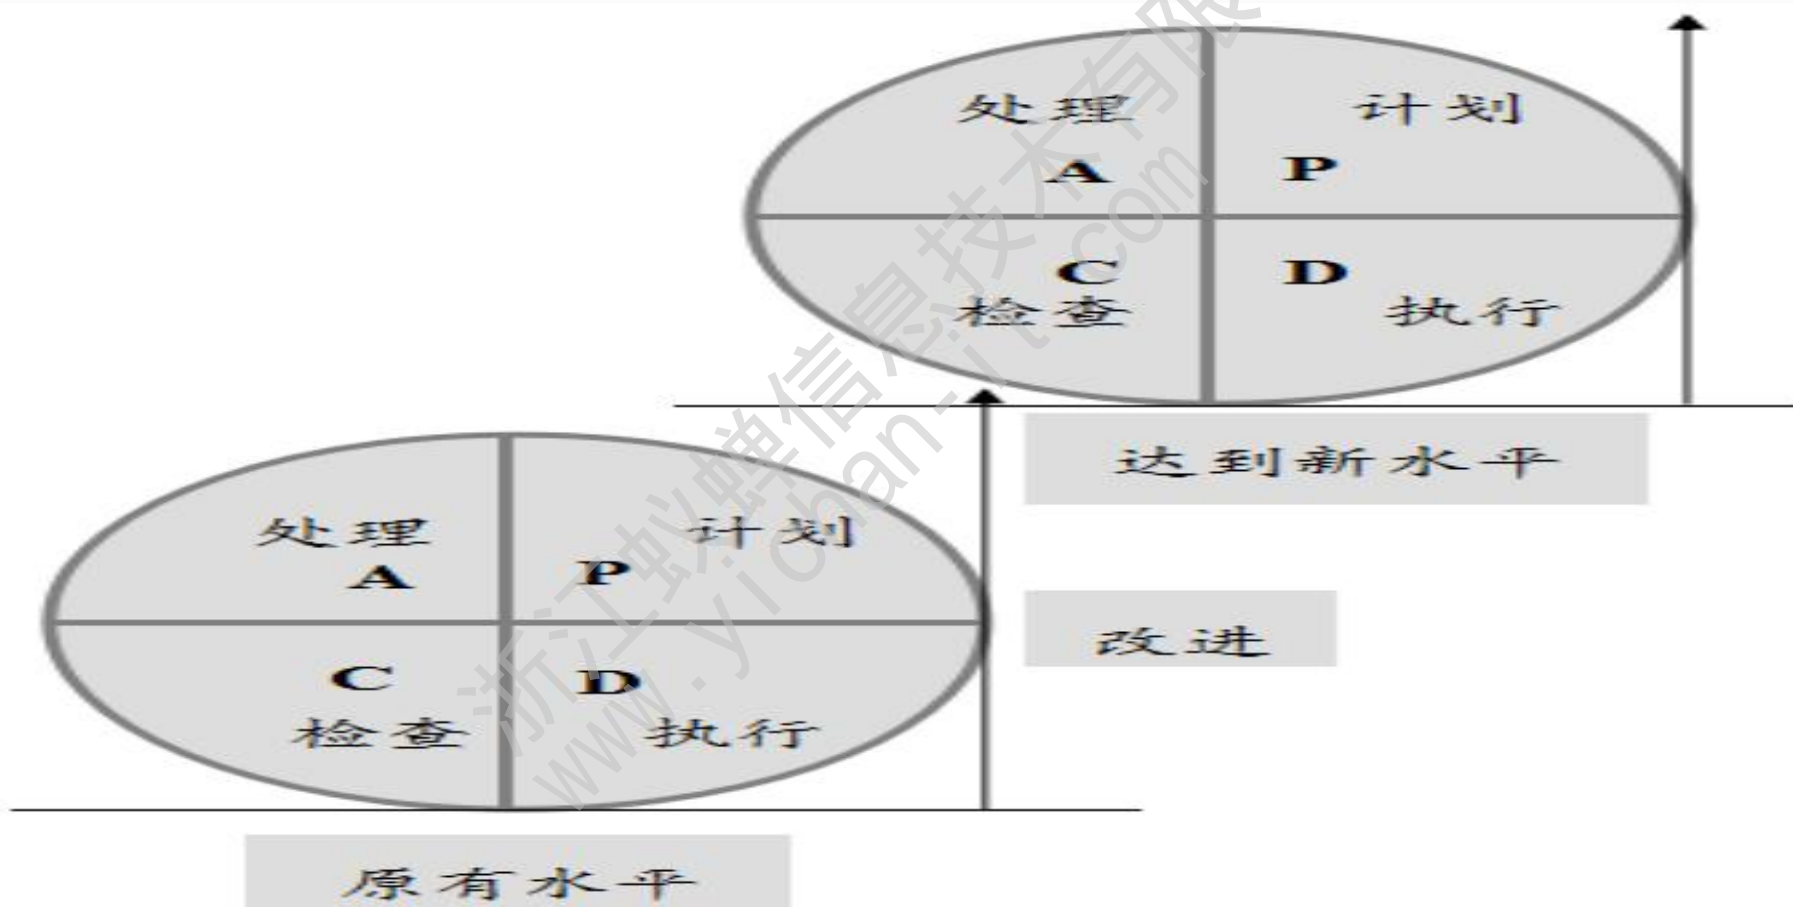 处理
计划
A
P
C
D
检查
执行
达到新水平
处理
计划
A
P
改进
C
D
检查
执行
原有水平
浙江蚁蝉信息技术有限
www.yichan-it.com